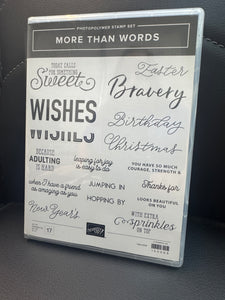 PHOTOPOLYMER STAMP SET
MORE THAN WORDS
TODAY CALLS
FOR SOMETHING
Sweet
Easter
Bravery
WISHES
WISHES
Birthday
Christmas
BECAUSE
ADULTING
IS HARD
leaping for joy
is easy to do
YOU HAVE SO MUCH
COURAGE, STRENGTH &
when I have a friend
as amazing as you
JUMPING IN
Thanks for
HOPPING BY
LOOKS BEAUTIFUL
ON YOU
New Year's
WITH EXTRA
sprinkles
ON TOP
17
STAMPIN' UP!